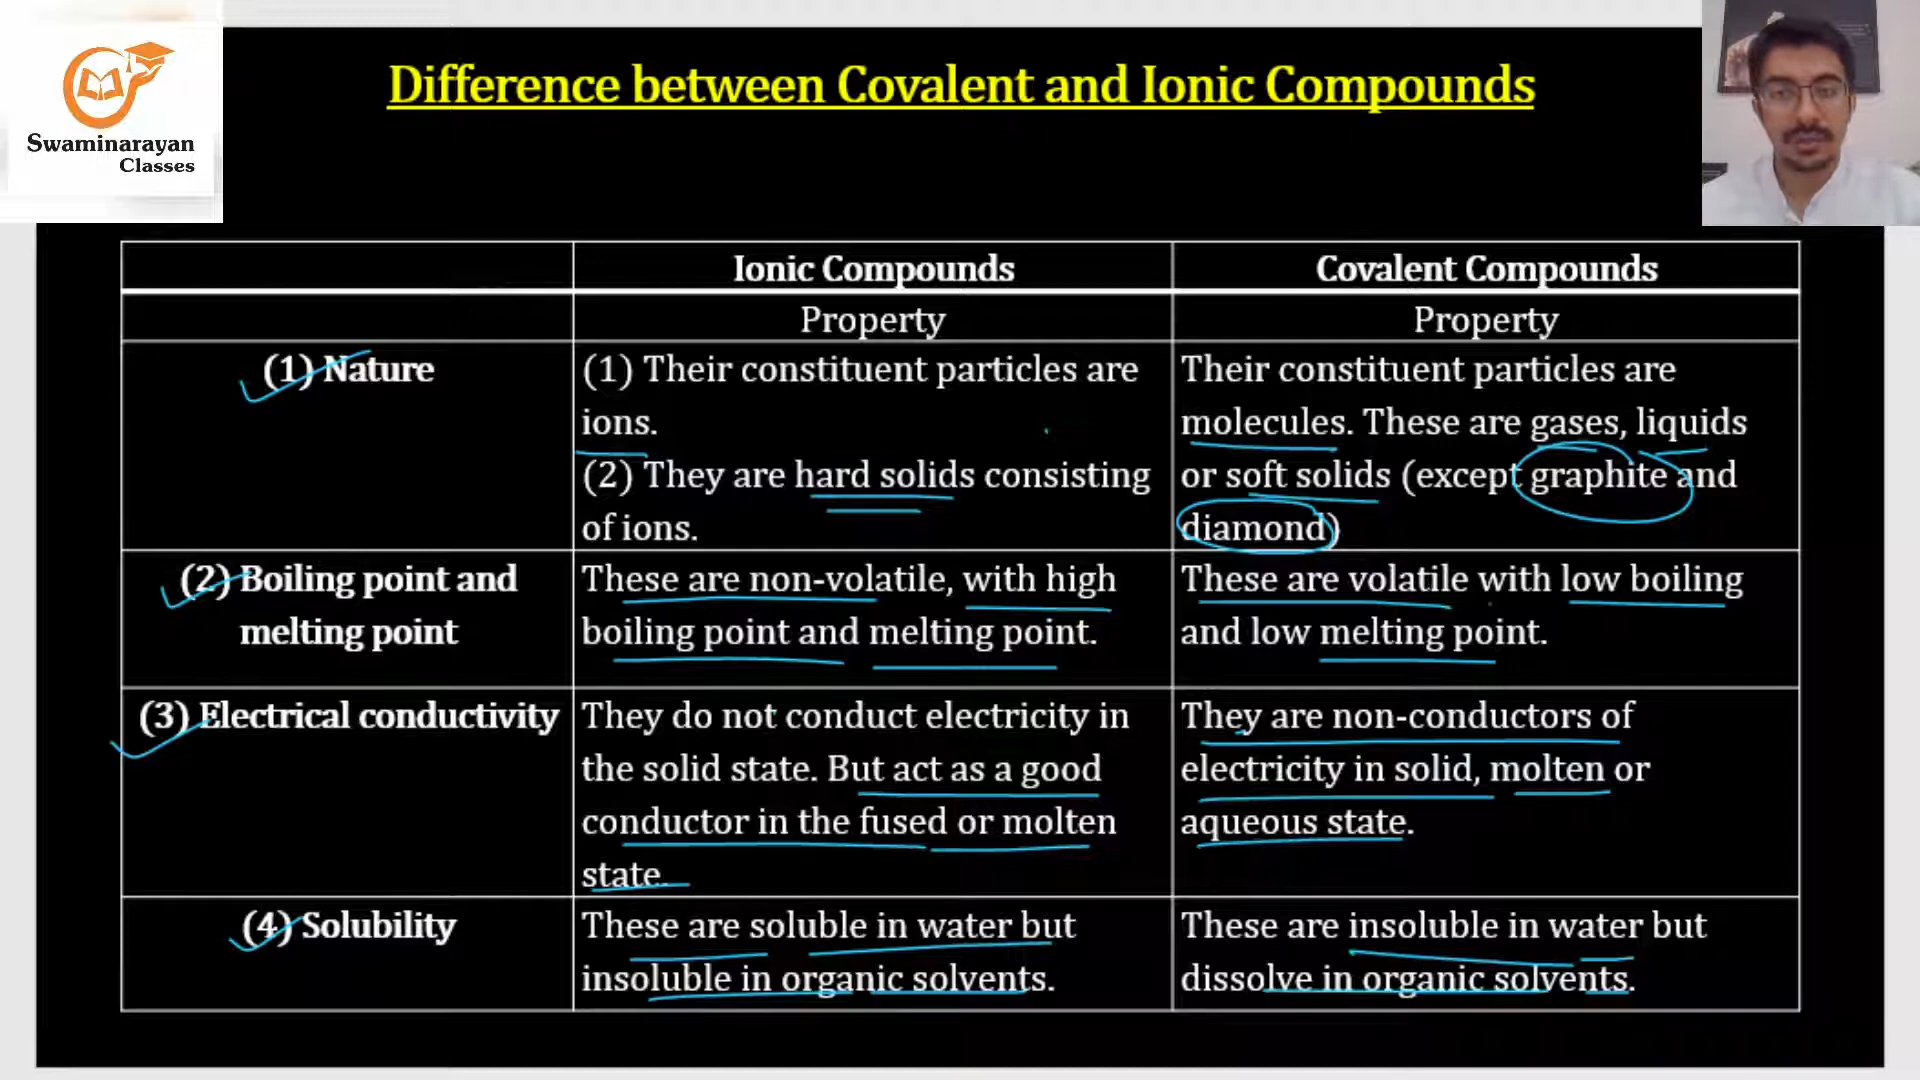 Swaminarayan
Classes
Difference between Covalent and Ionic Compounds
Ionic Compounds
Covalent Compounds
Property
Property
(1) Nature
(1) Their constituent particles are
ions.
(2) They are hard solids consisting
of ions.
Their constituent particles are
molecules. These are gases, liquids
or soft solids (except graphite and
diamond)
(2) Boiling point and
melting point
These are non-volatile, with high
boiling point and melting point.
These are volatile with low boiling
and low melting point.
(3) Electrical conductivity
They do not conduct electricity in
the solid state. But act as a good
conductor in the fused or molten
state.
They are non-conductors of
electricity in solid, molten or
aqueous state.
(4) Solubility
These are soluble in water but
insoluble in organic solvents.
These are insoluble in water but
dissolve in organic solvents.